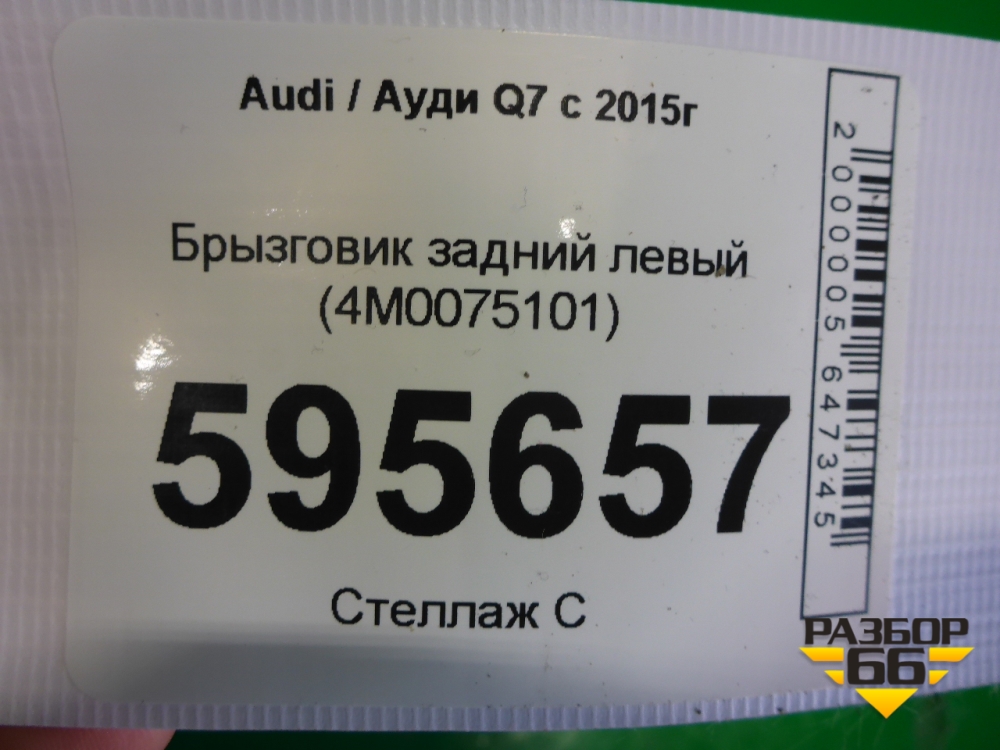 Audi / Ауди Q7 с 2015г
Брызговик задний левый
(4M0075101)
595657
Стеллаж С
2000005647345
РАЗБОР
66